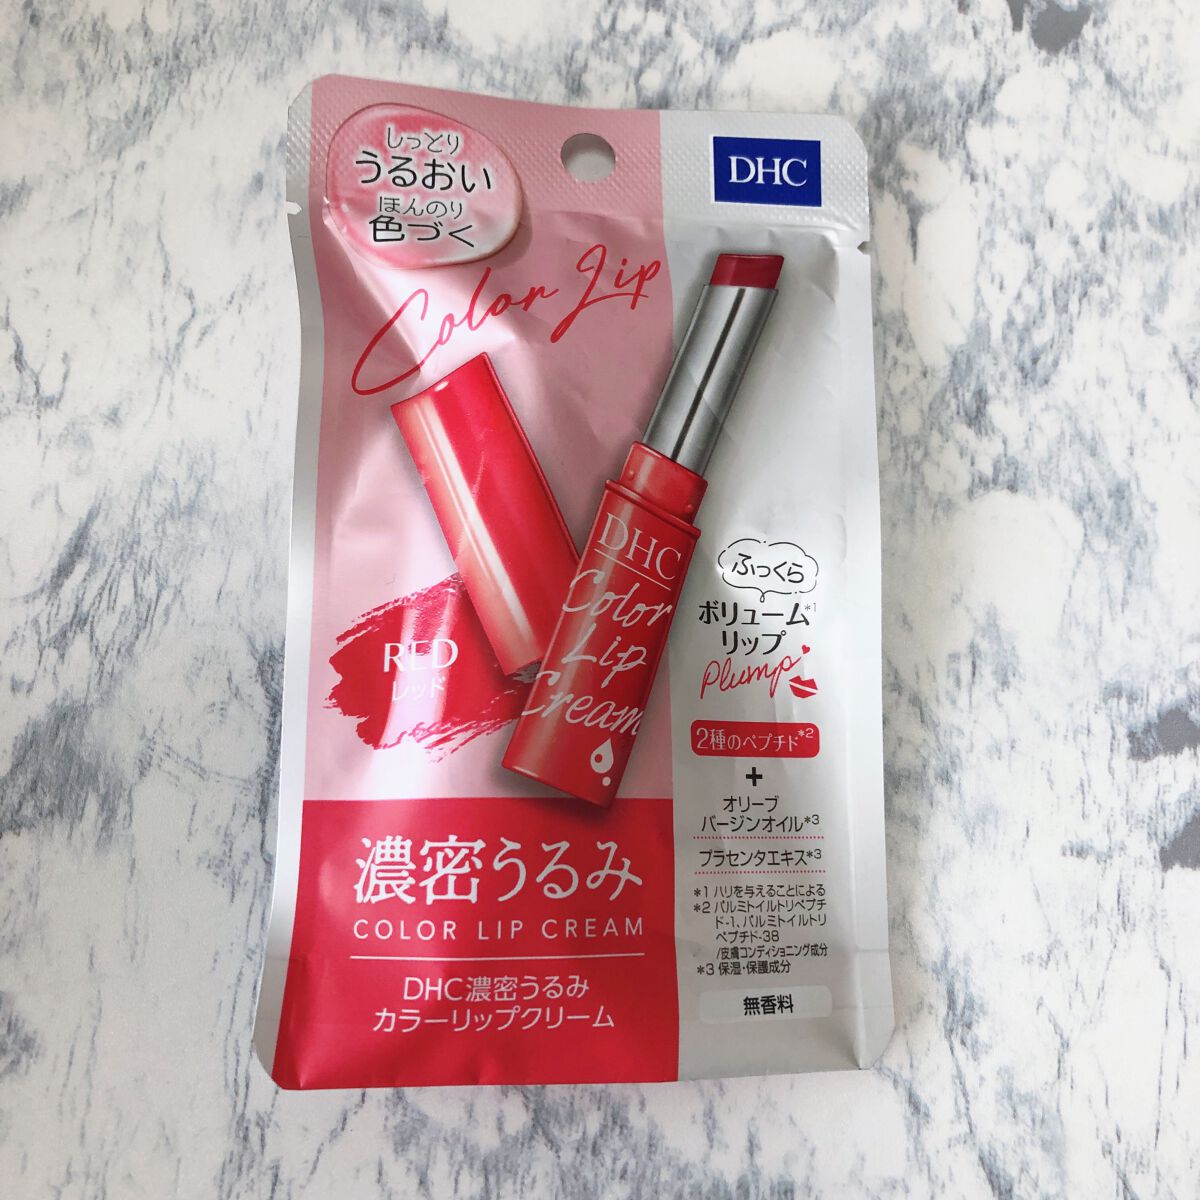 しっとり
うるおい
ほんのり
色づく
DHC
Color Lip
DHC
Color
Lip
Cream
RED
レッド
ふっくら
ボリューム*1
リップ
Plump
2種のペプチド*2
+
オリーブ
バージンオイル*3
プラセンタエキス*3
*1 ハリを与えることによる
*2 パルミトイルトリペプチ
ド-1、パルミトイルトリ
ペプチド-38
/皮膚コンディショニング成分
*3 保湿・保護成分
無香料
濃密うるみ
COLOR LIP CREAM
DHC濃密うるみ
カラーリップクリーム